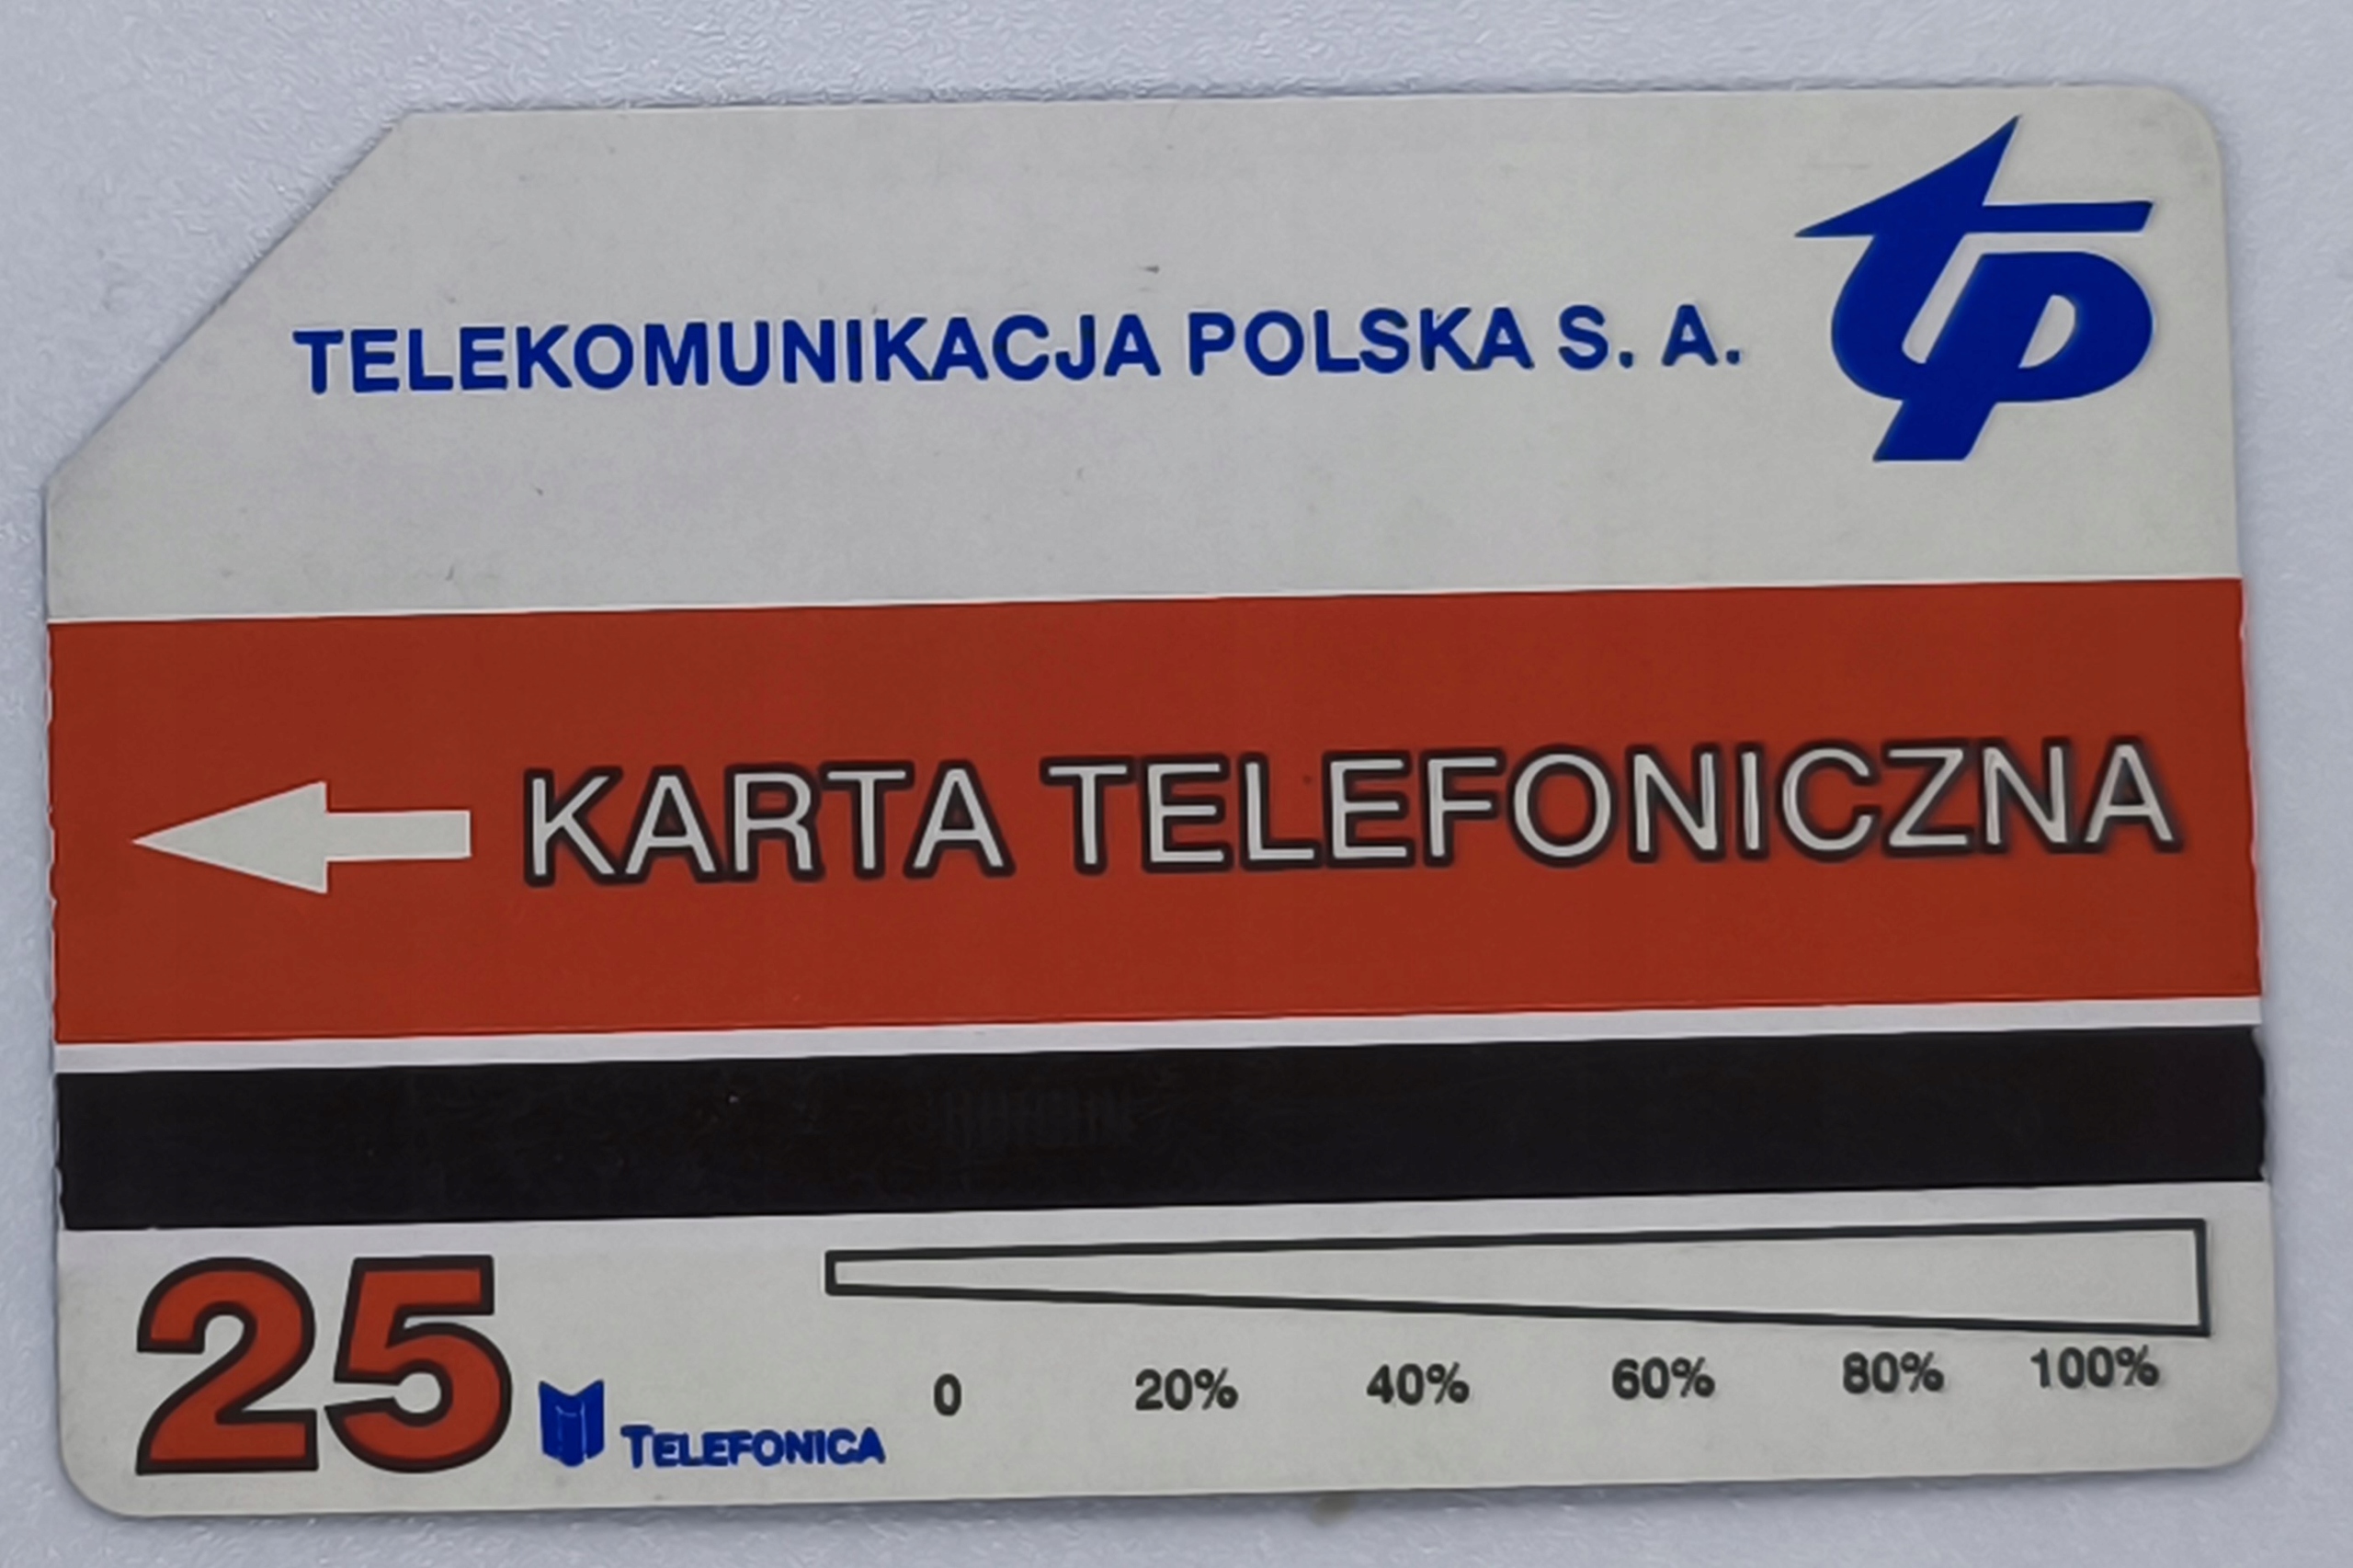 tp
TELEKOMUNIKACJA POLSKA S. A.
KARTA TELEFONICZNA
25
TELEFONICA
0 20% 40% 60% 80% 100%